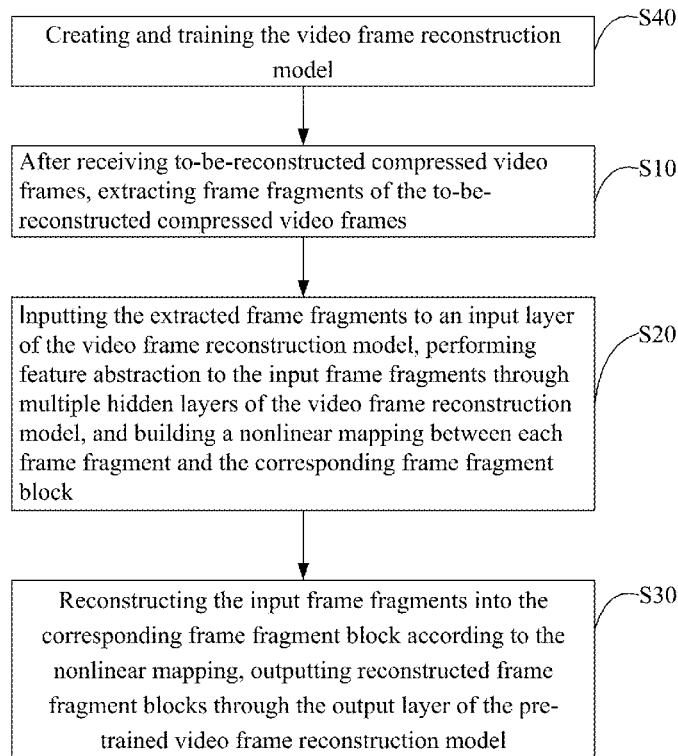 Creating and training the video frame reconstruction
model
S40
After receiving to-be-reconstructed compressed video
frames, extracting frame fragments of the to-be-
reconstructed compressed video frames
S10
Inputting the extracted frame fragments to an input layer
of the video frame reconstruction model, performing
feature abstraction to the input frame fragments through
multiple hidden layers of the video frame reconstruction
model, and building a nonlinear mapping between each
frame fragment and the corresponding frame fragment
block
S20
Reconstructing the input frame fragments into the
corresponding frame fragment block according to the
nonlinear mapping, outputting reconstructed frame
fragment blocks through the output layer of the pre-
trained video frame reconstruction model
S30